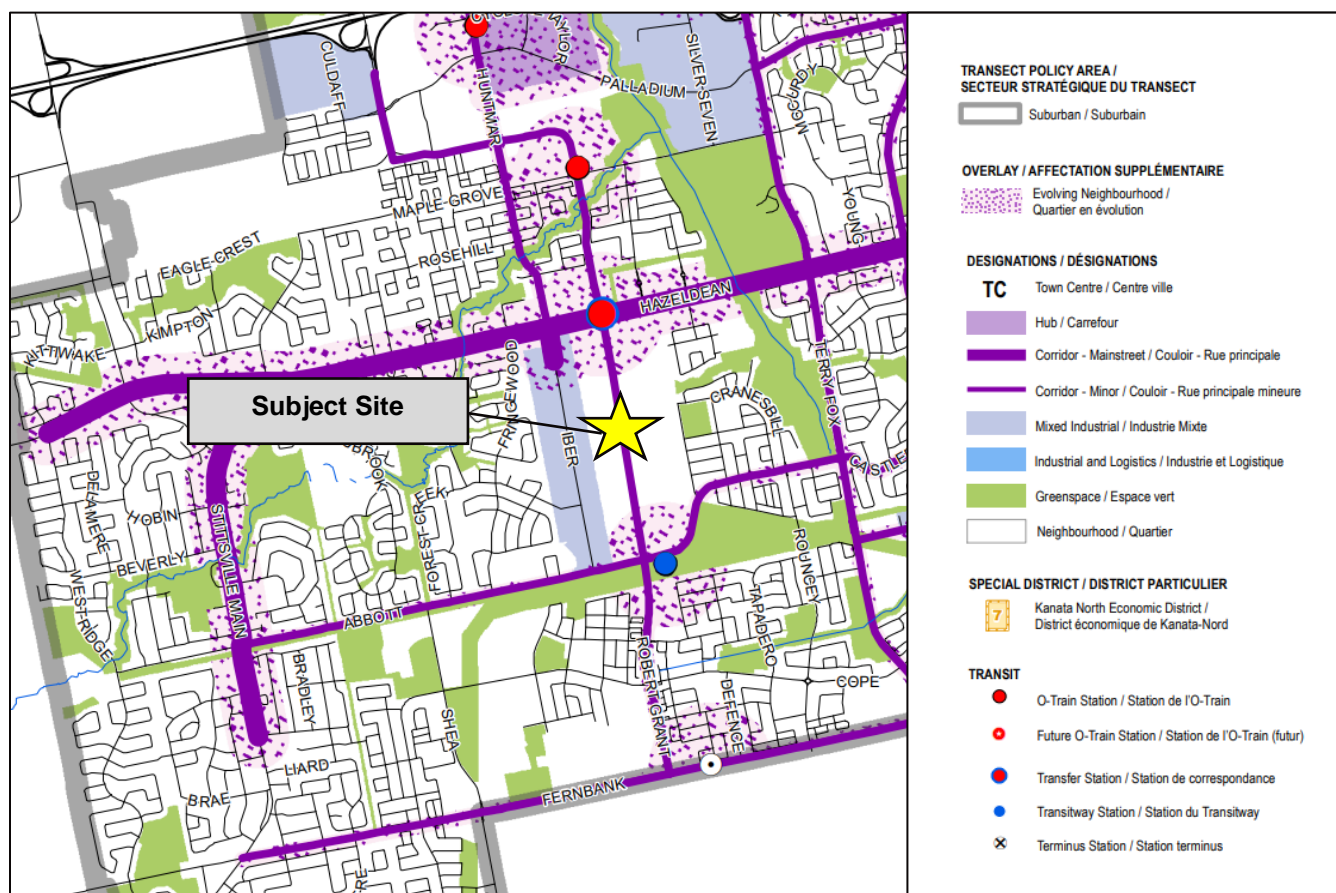 CULDAFF
HUNTMAR
TAYLOR
PALLADIUM
SILVER-SEVEN
MCCURDY
MAPLE GROVE
YOUNG
EAGLE CREST
ROSEHILL
KIMPTON
KITTIWAKE
HAZELDEAN
Subject Site
FRINGEWOOD
IBER
CRANESBILL
TERRY FOX
DELAMERE
HOBIN
STITTSVILLE MAIN
BROOK
FOREST CREEK
BEVERLY
WEST RIDGE
ABBOTT
ROUNCEY
TAPADERO
BRADLEY
ROBERT GRANT
DEFENCE
COPE
SHEA
LIARD
BRAE
FERNBANK
TRANSECT POLICY AREA /
SECTEUR STRATÉGIQUE DU TRANSECT
Suburban / Suburbain
OVERLAY / AFFECTATION SUPPLÉMENTAIRE
Evolving Neighbourhood /
Quartier en évolution
DESIGNATIONS / DÉSIGNATIONS
TC
Town Centre / Centre ville
Hub / Carrefour
Corridor - Mainstreet / Couloir - Rue principale
Corridor - Minor / Couloir - Rue principale mineure
Mixed Industrial / Industrie Mixte
Industrial and Logistics / Industrie et Logistique
Greenspace / Espace vert
Neighbourhood / Quartier
SPECIAL DISTRICT / DISTRICT PARTICULIER
7
Kanata North Economic District /
District économique de Kanata-Nord
TRANSIT
O-Train Station / Station de l'O-Train
Future O-Train Station / Station de l'O-Train (futur)
Transfer Station / Station de correspondance
Transitway Station / Station du Transitway
Terminus Station / Station terminus